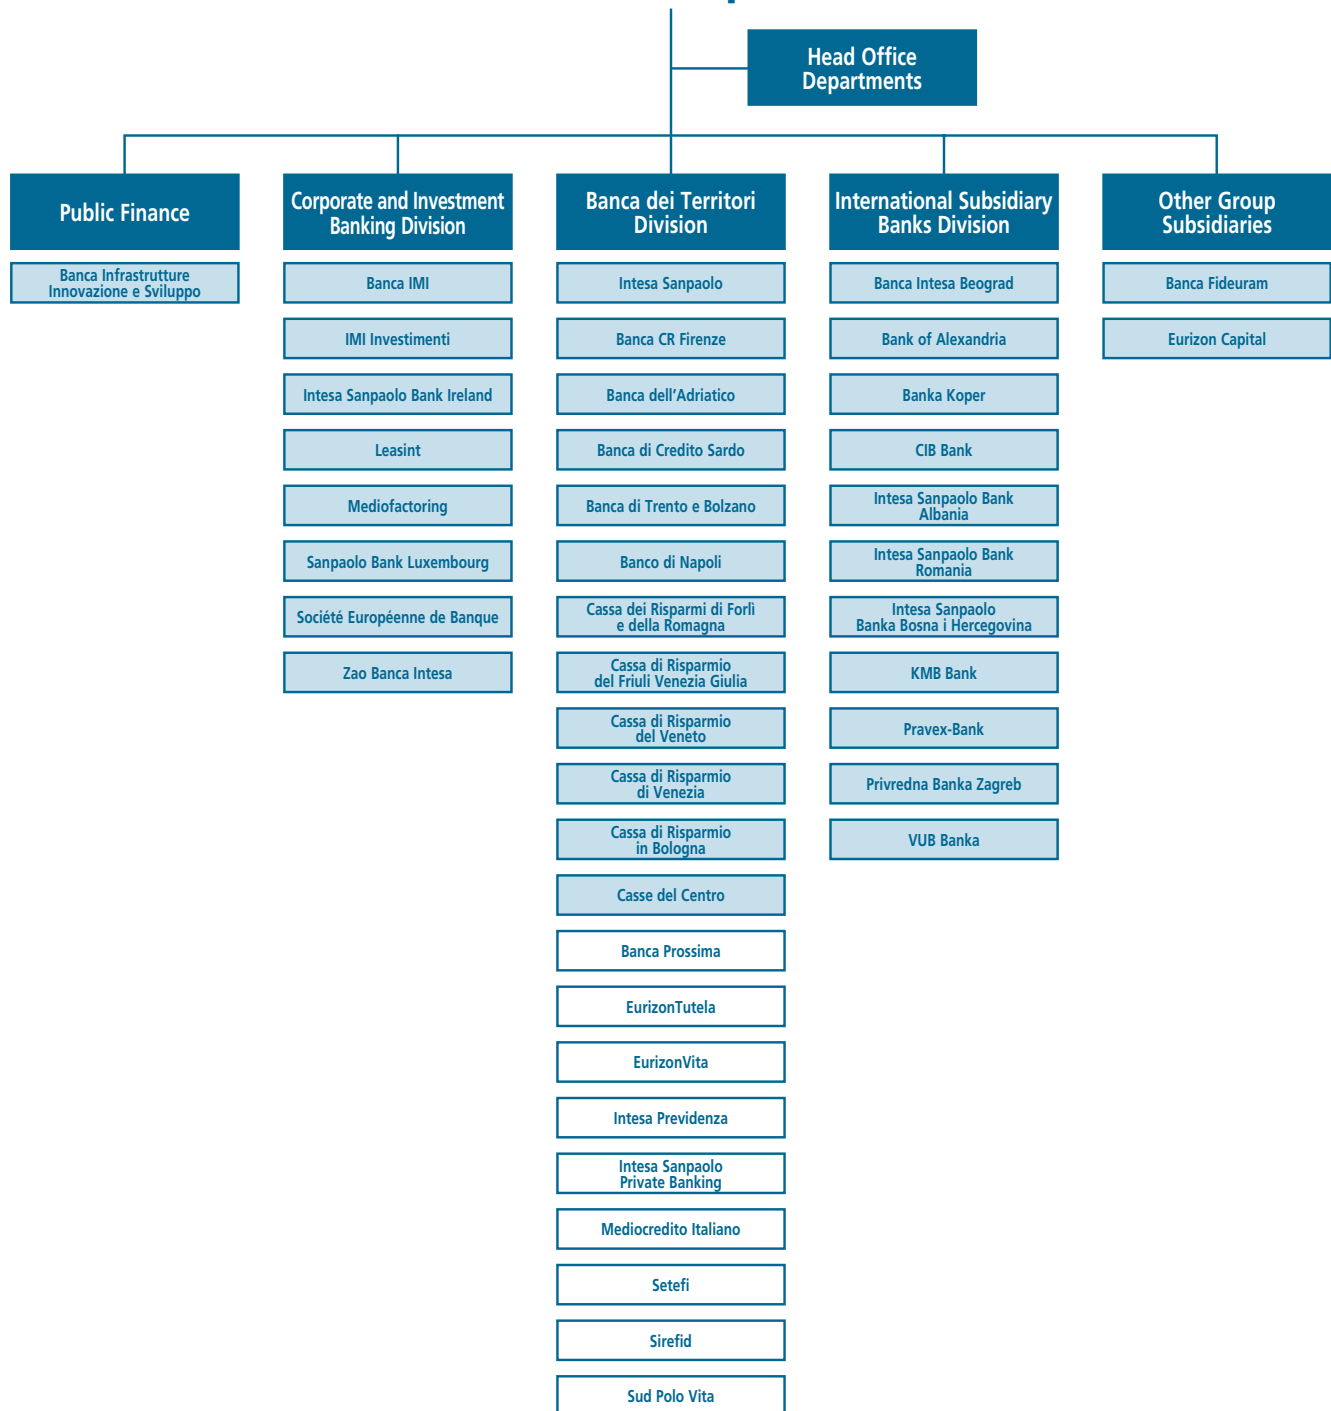 Head Office
Departments
Public Finance
Corporate and Investment
Banking Division
Banca dei Territori
Division
International Subsidiary
Banks Division
Other Group
Subsidiaries
Banca Infrastrutture
Innovazione e Sviluppo
Banca IMI
IMI Investimenti
Intesa Sanpaolo Bank Ireland
Leasint
Mediofactoring
Sanpaolo Bank Luxembourg
Société Européenne de Banque
Zao Banca Intesa
Intesa Sanpaolo
Banca CR Firenze
Banca dell’Adriatico
Banca di Credito Sardo
Banca di Trento e Bolzano
Banco di Napoli
Cassa dei Risparmi di Forlì
e della Romagna
Cassa di Risparmio
del Friuli Venezia Giulia
Cassa di Risparmio
del Veneto
Cassa di Risparmio
di Venezia
Cassa di Risparmio
in Bologna
Casse del Centro
Banca Prossima
EurizonTutela
EurizonVita
Intesa Previdenza
Intesa Sanpaolo
Private Banking
Mediocredito Italiano
Setefi
Sirefid
Sud Polo Vita
Banca Intesa Beograd
Bank of Alexandria
Banka Koper
CIB Bank
Intesa Sanpaolo Bank
Albania
Intesa Sanpaolo Bank
Romania
Intesa Sanpaolo
Banka Bosna i Hercegovina
KMB Bank
Pravex-Bank
Privredna Banka Zagreb
VUB Banka
Banca Fideuram
Eurizon Capital